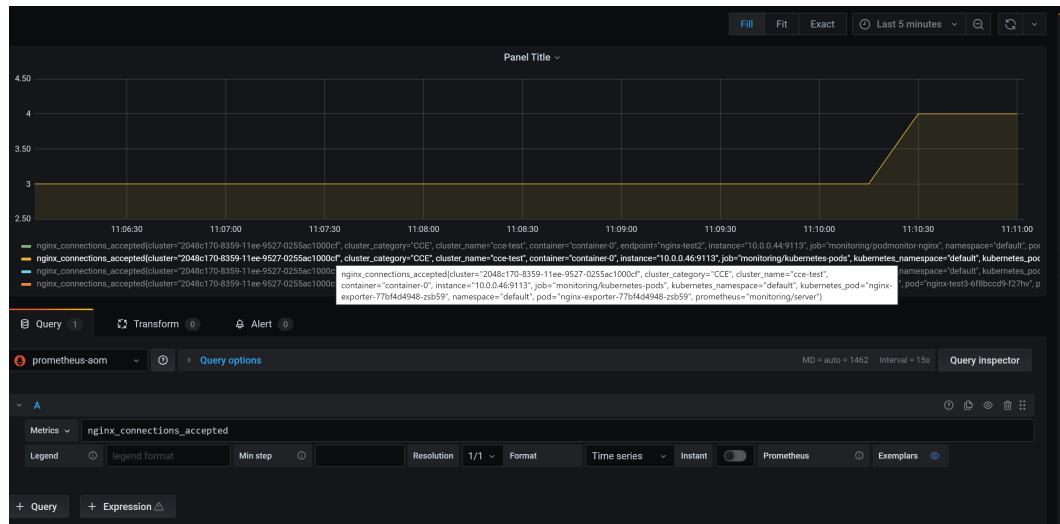 Fill Fit Exact Last 5 minutes
Panel Title
4.50
4
3.50
3
2.50
11:06:30 11:07:00 11:07:30 11:08:00 11:08:30 11:09:00 11:09:30 11:10:00 11:10:30 11:11:00
nginx_connections_accepted{cluster="2048c170-8359-11ee-9527-0255ac1000cf", cluster_category="CCE", cluster_name="cce-test", container="container-0", endpoint="nginx-test2", instance="10.0.0.44:9113", job="monitoring/podmonitor-nginx", namespace="default", poc
nginx_connections_accepted{cluster="2048c170-8359-11ee-9527-0255ac1000cf", cluster_category="CCE", cluster_name="cce-test", container="container-0", instance="10.0.0.46:9113", job="monitoring/kubernetes-pods", kubernetes_namespace="default", kubernetes_poc
nginx_connections_accepted{cluster="2048c170-8359-11ee-9527-0255ac1000c namespace="default", kubernetes_poc
nginx_connections_accepted{cluster="2048c170-8359-11ee-9527-0255ac1000c pod="nginx-test3-6f8bccd9-f27hv", p
nginx_connections_accepted{cluster="2048c170-8359-11ee-9527-0255ac1000cf", cluster_category="CCE", cluster_name="cce-test",
container="container-0", instance="10.0.0.46:9113", job="monitoring/kubernetes-pods", kubernetes_namespace="default", kubernetes_pod="nginx-
exporter-77bf4d4948-zsb59", namespace="default", pod="nginx-exporter-77bf4d4948-zsb59", prometheus="monitoring/server"}
Query 1 Transform 0 Alert 0
prometheus-aom Query options MD = auto = 1462 Interval = 15s Query inspector
A
Metrics nginx_connections_accepted
Legend legend format Min step Resolution 1/1 Format Time series Instant Prometheus Exemplars
+ Query + Expression